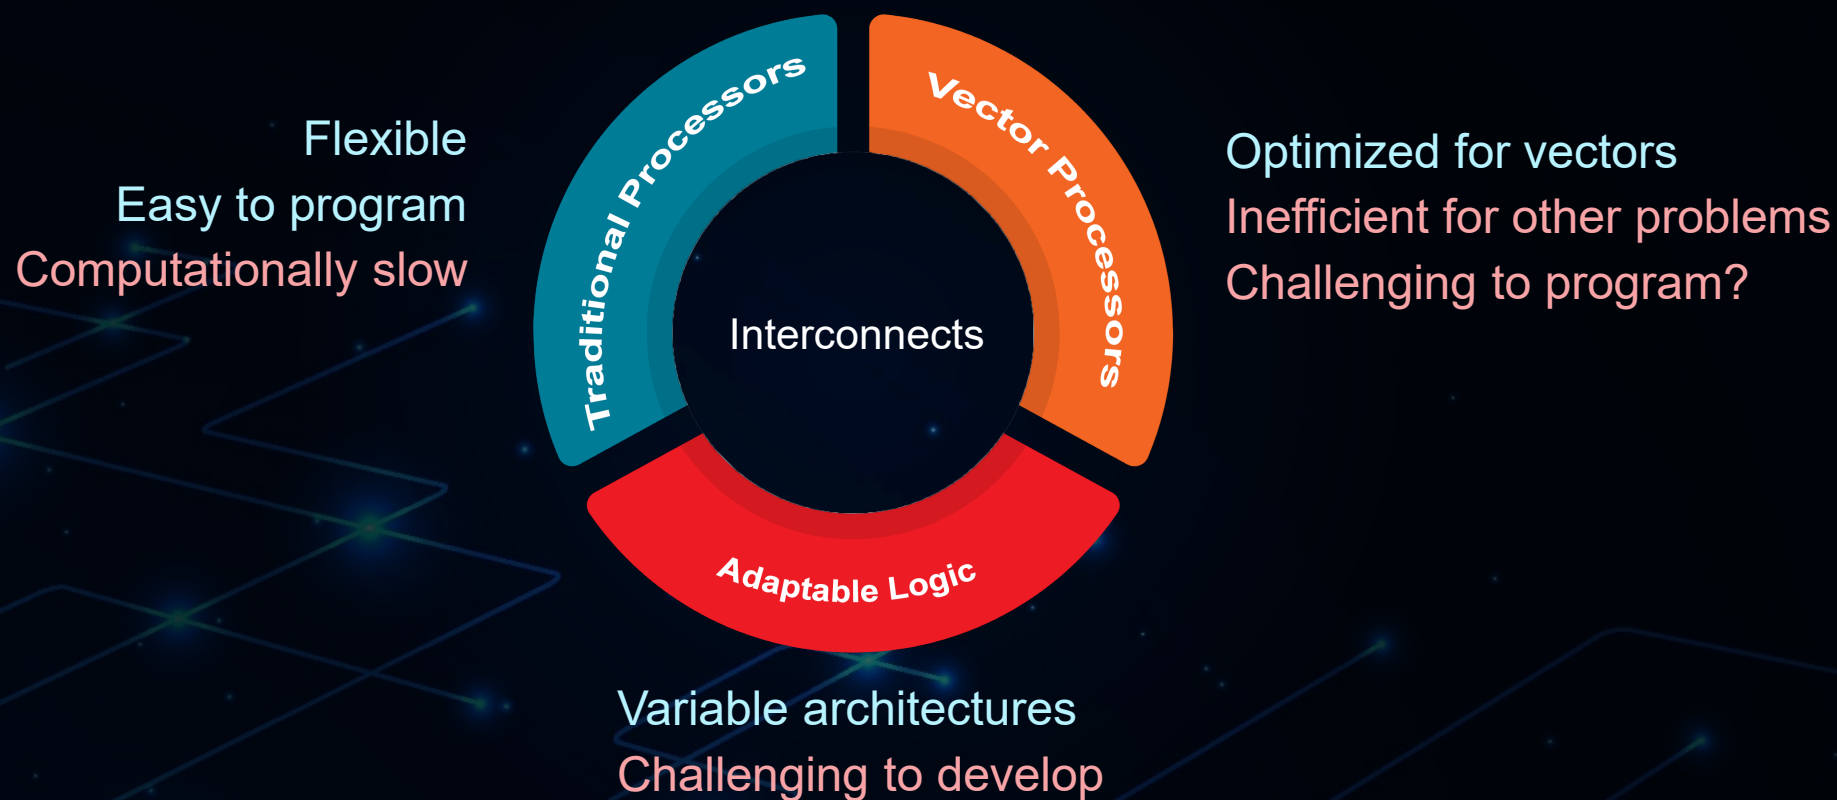 Flexible
Easy to program
Computationally slow
Traditional Processors
Vector Processors
Optimized for vectors
Inefficient for other problems
Challenging to program?
Interconnects
Adaptable Logic
Variable architectures
Challenging to develop